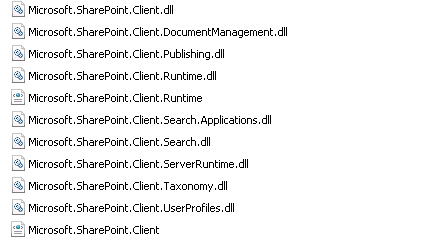 Microsoft.SharePoint.Client.dll
Microsoft.SharePoint.Client.DocumentManagement.dll
Microsoft.SharePoint.Client.Publishing.dll
Microsoft.SharePoint.Client.Runtime.dll
Microsoft.SharePoint.Client.Runtime
Microsoft.SharePoint.Client.Search.Applications.dll
Microsoft.SharePoint.Client.Search.dll
Microsoft.SharePoint.Client.ServerRuntime.dll
Microsoft.SharePoint.Client.Taxonomy.dll
Microsoft.SharePoint.Client.UserProfiles.dll
Microsoft.SharePoint.Client